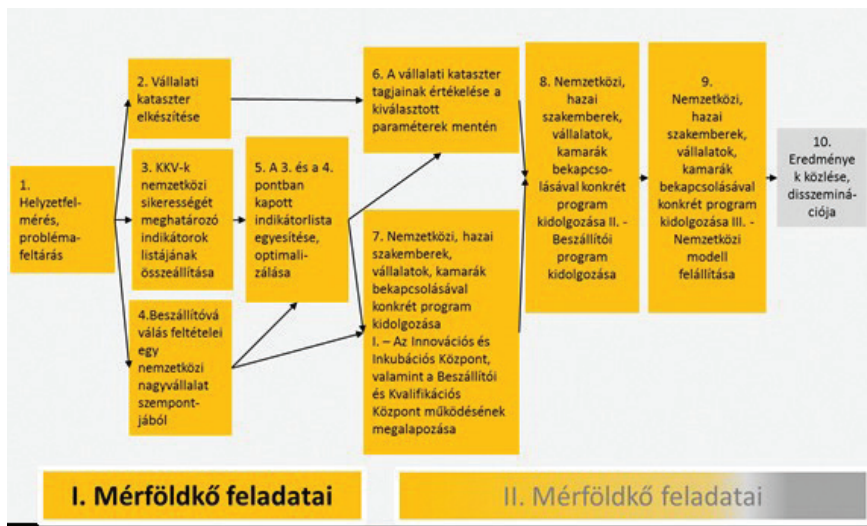 1.
Helyzetfel-
mérés,
probléma-
feltárás
2. Vállalati
kataszter
elkészítése
3. KKV-k
nemzetközi
sikerességét
meghatározó
indikátorok
listájának
összeállítása
4.Beszállítóvá
válás feltételei
egy
nemzetközi
nagyvállalat
szempont-
jából
5. A 3. és a 4.
pontban
kapott
indikátorlista
egyesítése,
optimali-
zálása
6. A vállalati kataszter
tagjainak értékelése a
kiválasztott
paraméterek mentén
7. Nemzetközi, hazai
szakemberek,
vállalatok, kamarák
bekapcsolásával
konkrét program
kidolgozása
I. – Az Innovációs és
Inkubációs Központ,
valamint a Beszállítói
és Kvalifikációs
Központ működésének
megalapozása
8. Nemzetközi,
hazai
szakemberek,
vállalatok,
kamarák
bekapcso-
lásával konkrét
program
kidolgozása II. -
Beszállítói
program
kidolgozása
9.
Nemzetközi,
hazai
szakemberek,
vállalatok,
kamarák
bekapcsolásával
konkrét program
kidolgozása III. -
Nemzetközi
modell
felállítása
10.
Eredménye
k közlése,
disszeminá-
ciója
I. Mérföldkő feladatai
II. Mérföldkő feladatai